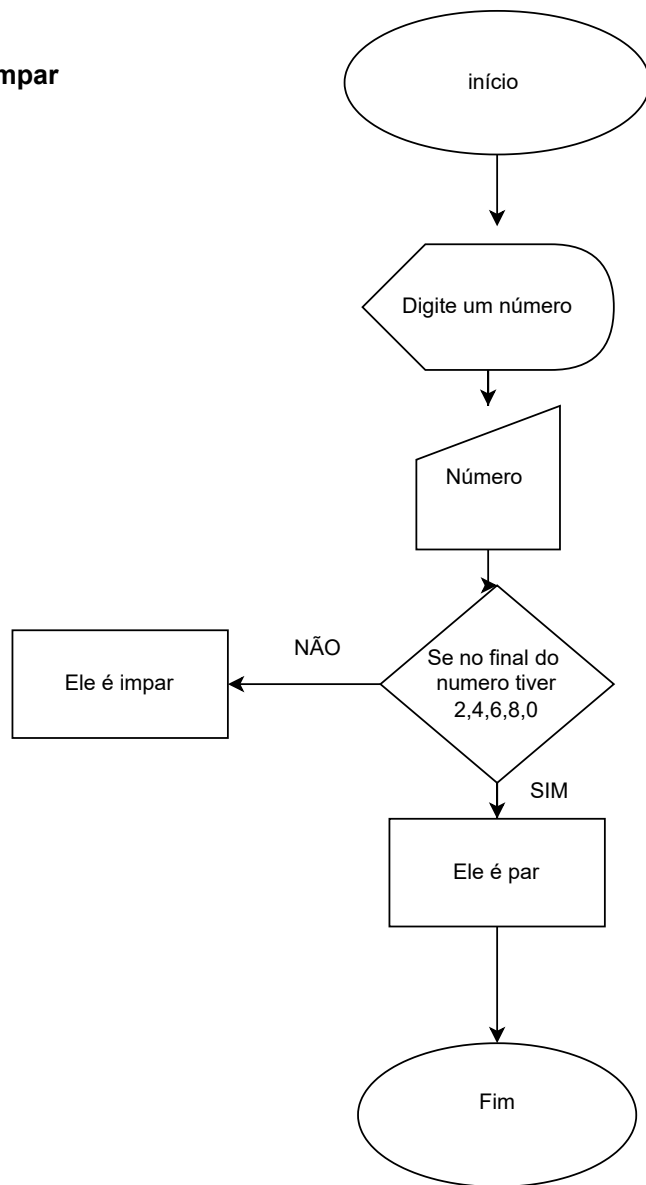 mpar
início
Digite um número
Número
NÃO
Ele é impar
Se no final do
numero tiver
2,4,6,8,0
SIM
Ele é par
Fim